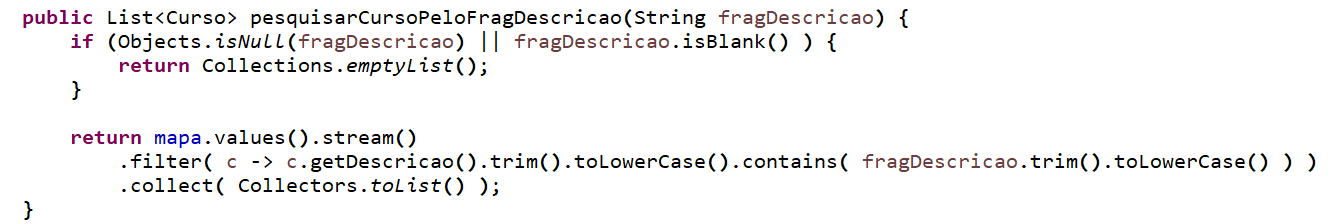 public List<Curso> pesquisarCursoPeloFragDescricao(String fragDescricao) {
    if (Objects.isNull(fragDescricao) || fragDescricao.isBlank() ) {
        return Collections.emptyList();
    }

    return mapa.values().stream()
        .filter( c -> c.getDescricao().trim().toLowerCase().contains( fragDescricao.trim().toLowerCase() ) )
        .collect( Collectors.toList() );
}